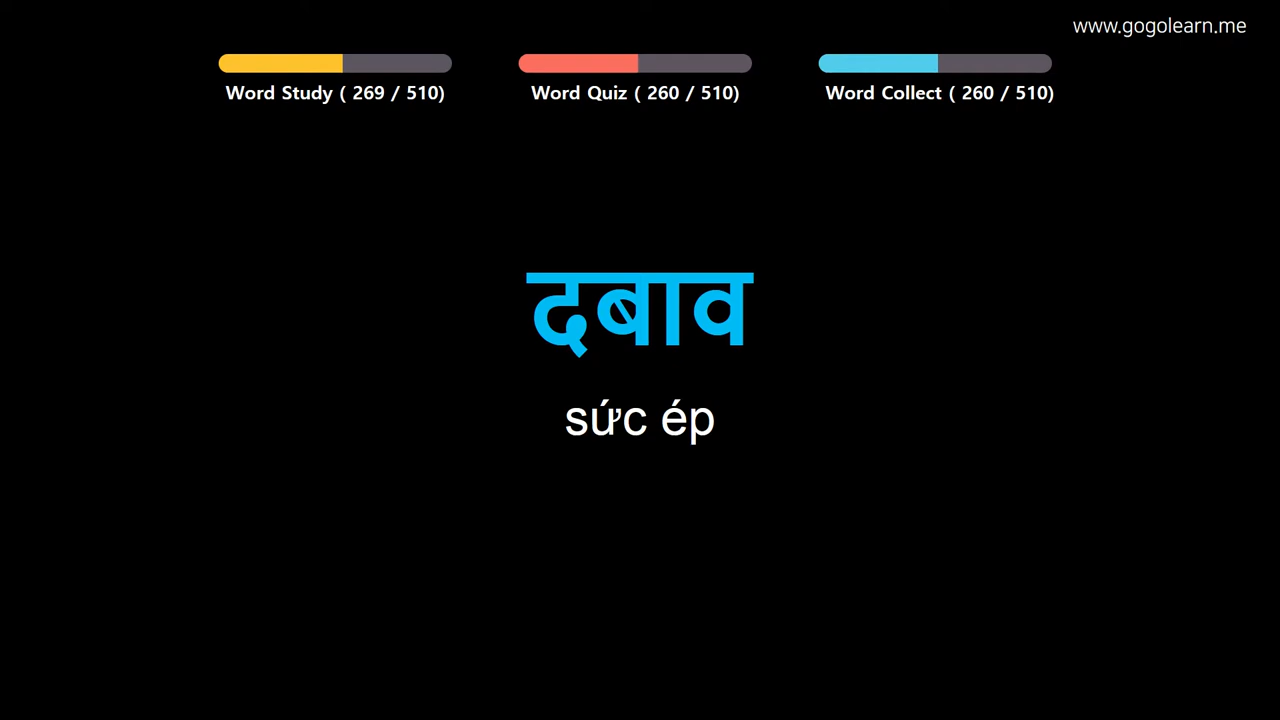 www.gogolearn.me
Word Study ( 269 / 510)
Word Quiz ( 260 / 510)
Word Collect ( 260 / 510)
दबाव
sức ép